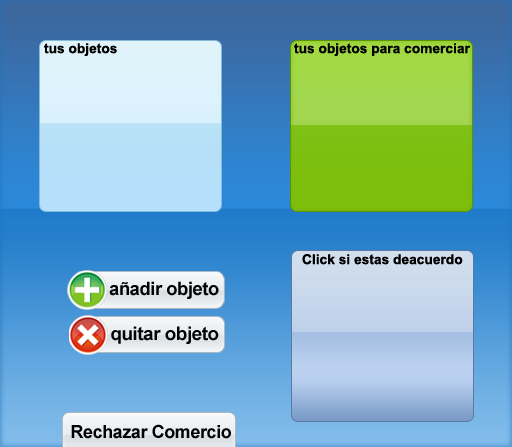 tus objetos
tus objetos para comerciar
Click si estas deacuerdo
añadir objeto
quitar objeto
Rechazar Comercio